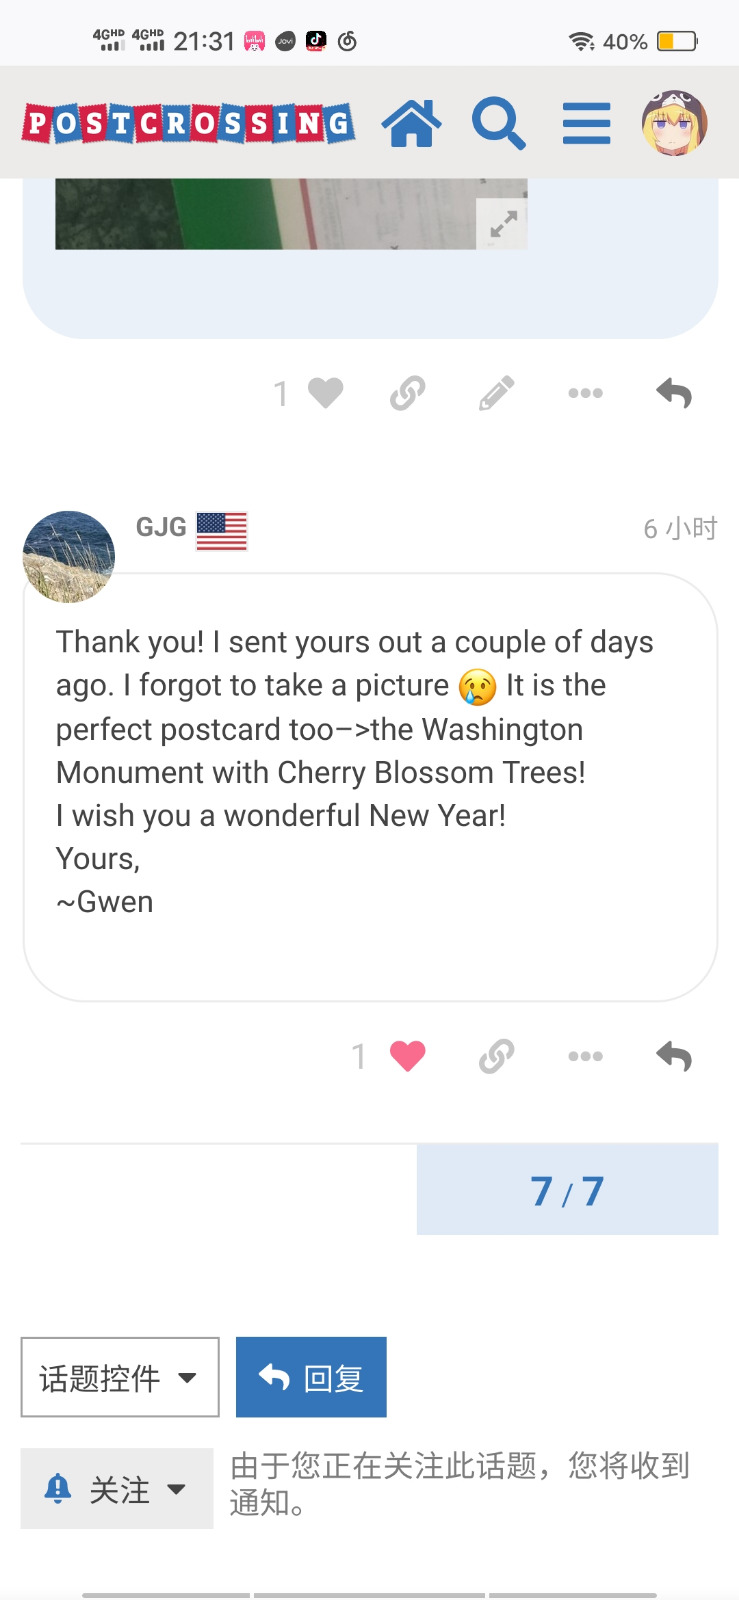 4GHD 4GHD 21:31 bilibili JOVI 40%
POSTCROSSING
1
GJG 6 小时
Thank you! I sent yours out a couple of days
ago. I forgot to take a picture 😢 It is the
perfect postcard too–>the Washington
Monument with Cherry Blossom Trees!
I wish you a wonderful New Year!
Yours,
~Gwen
1
7 / 7
话题控件 回复
关注 由于您正在关注此话题，您将收到
通知。